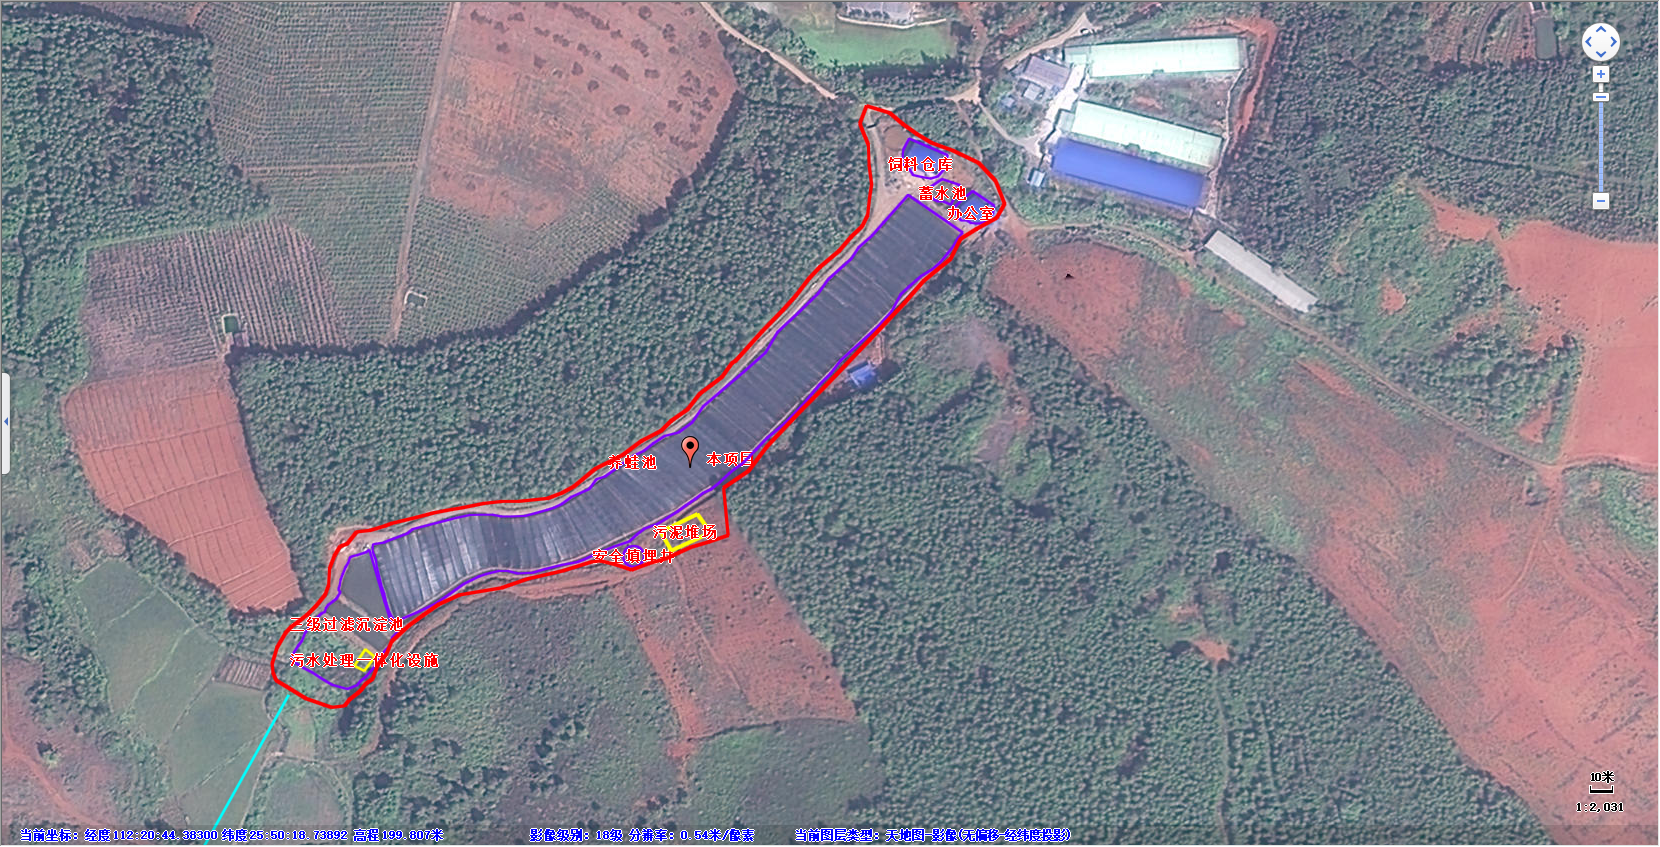 饲料仓库
蓄水池
办公室
养蛙池
本项目
污泥堆场
安全填埋井
三级过滤沉淀池
污水处理一体化设施
10米
1:2,031
当前坐标：经度112:20:44.38300 纬度25:50:18.73892 高程199.807米
影像级别：18级 分辨率：0.54米/像素
当前图层类型：天地图-影像(无偏移-经纬度投影)